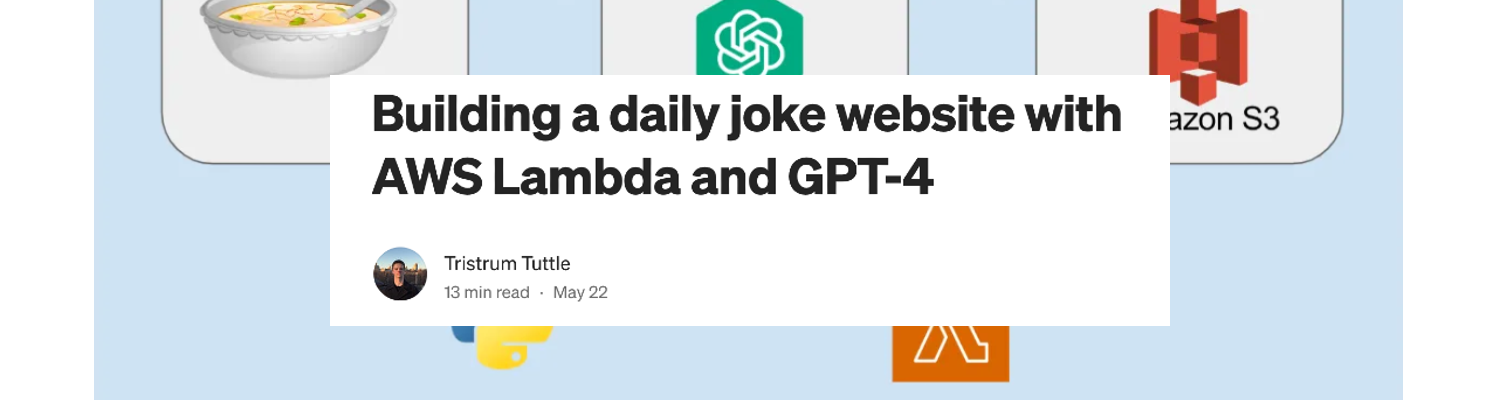 Building a daily joke website with
AWS Lambda and GPT-4
azon S3
Tristrum Tuttle
13 min read · May 22